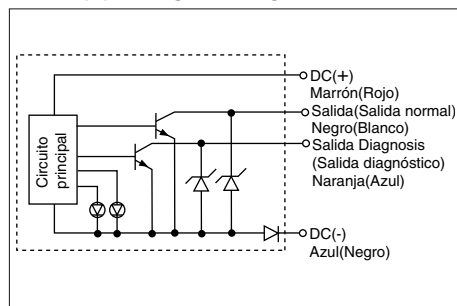 DC(+)
Marrón(Rojo)
Salida(Salida normal)
Negro(Blanco)
Salida Diagnosis
(Salida diagnóstico)
Naranja(Azul)
Circuito
principal
DC(-)
Azul(Negro)